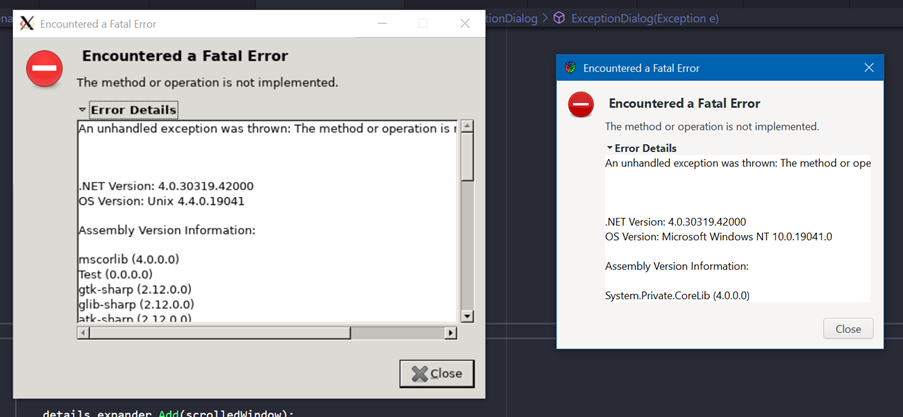 ctionDialog > ExceptionDialog(Exception e)
Encountered a Fatal Error
Encountered a Fatal Error
The method or operation is not implemented.
Error Details
An unhandled exception was thrown: The method or operation is
.NET Version: 4.0.30319.42000
OS Version: Unix 4.4.0.19041
Assembly Version Information:
mscorlib (4.0.0.0)
Test (0.0.0.0)
gtk-sharp (2.12.0.0)
glib-sharp (2.12.0.0)
atk-sharp (2.12.0.0)
Close
Encountered a Fatal Error
Encountered a Fatal Error
The method or operation is not implemented.
Error Details
An unhandled exception was thrown: The method or ope
.NET Version: 4.0.30319.42000
OS Version: Microsoft Windows NT 10.0.19041.0
Assembly Version Information:
System.Private.CoreLib (4.0.0.0)
Close
details_expander.Add(scrolledWindow);